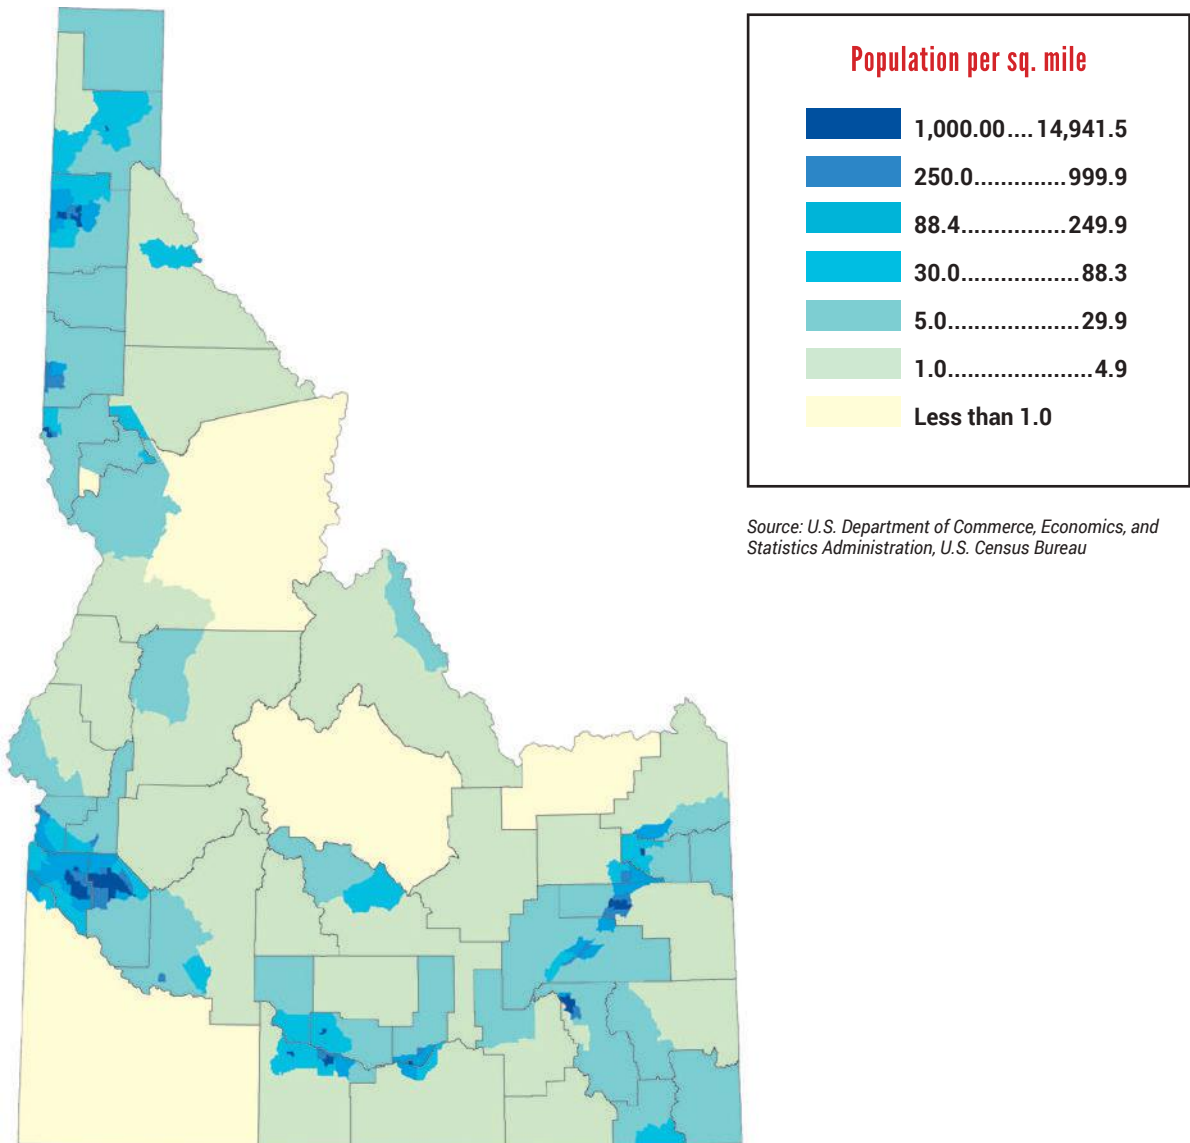 Population per sq. mile
1,000.00....14,941.5
250.0..............999.9
88.4................249.9
30.0..................88.3
5.0....................29.9
1.0......................4.9
Less than 1.0
Source: U.S. Department of Commerce, Economics, and
Statistics Administration, U.S. Census Bureau